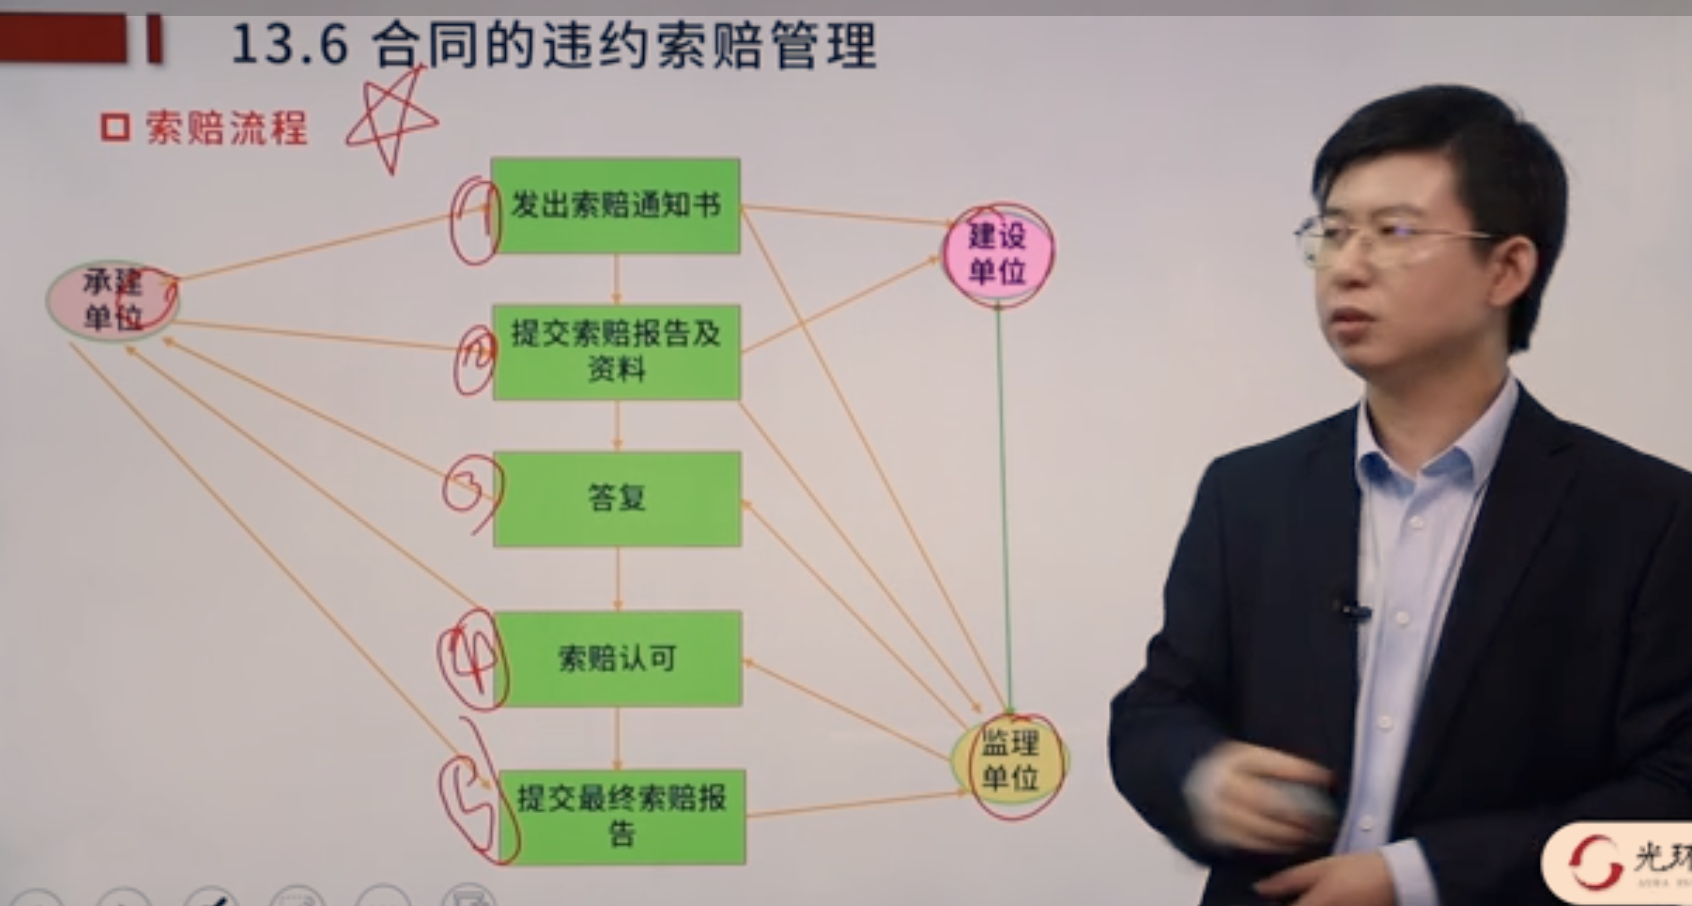 13.6 合同的违约索赔管理
索赔流程
1
发出索赔通知书
建设
单位
承建
单位
2
提交索赔报告及
资料
3
答复
4
索赔认可
监理
单位
5
提交最终索赔报
告
光环